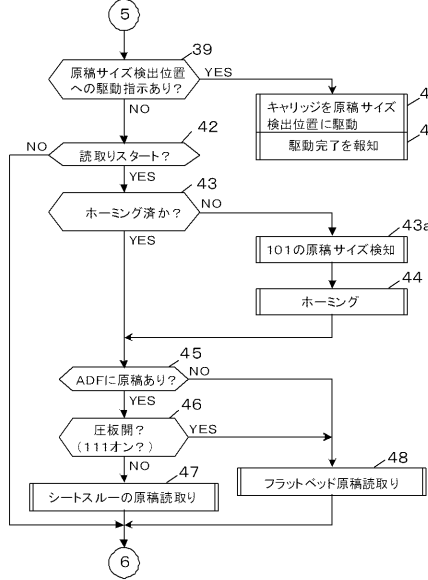 5
39
原稿サイズ検出位置
への駆動指示あり?
YES
NO
キャリッジを原稿サイズ
検出位置に駆動
駆動完了を報知
42
NO
読取りスタート?
YES
43
ホーミング済か?
NO
YES
43a
101の原稿サイズ検知
44
ホーミング
45
ADFに原稿あり?
NO
YES
46
圧板開?
(111オン?)
YES
NO
47
シートスルーの原稿読取り
48
フラットベッド原稿読取り
6